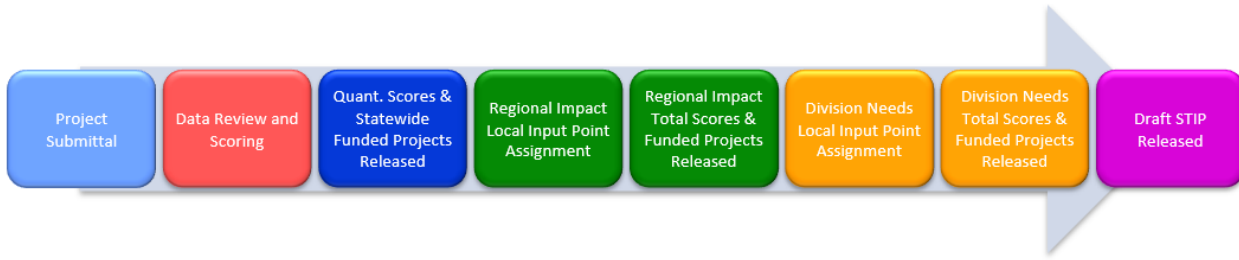 Project
Submittal
Data Review and
Scoring
Quant. Scores &
Statewide
Funded Projects
Released
Regional Impact
Local Input Point
Assignment
Regional Impact
Total Scores &
Funded Projects
Released
Division Needs
Local Input Point
Assignment
Division Needs
Total Scores &
Funded Projects
Released
Draft STIP
Released